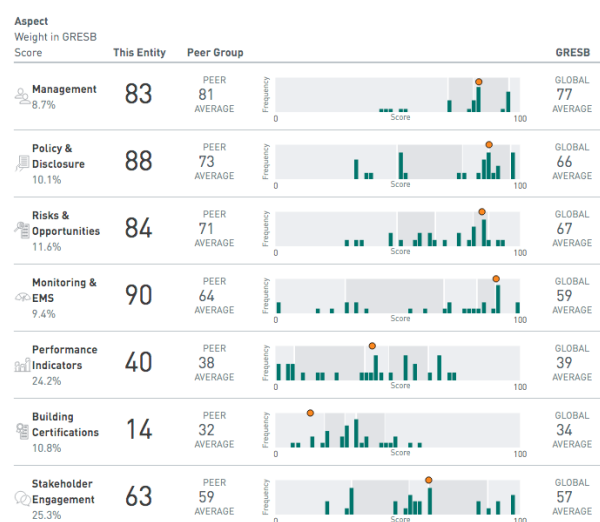 Aspect
Weight in GRESB
Score This Entity Peer Group GRESB
Management
8.7%
83
PEER
81
AVERAGE
Frequency
0 Score 100
GLOBAL
77
AVERAGE
Policy &
Disclosure
10.1%
88
PEER
73
AVERAGE
Frequency
0 Score 100
GLOBAL
66
AVERAGE
Risks &
Opportunities
11.6%
84
PEER
71
AVERAGE
Frequency
0 Score 100
GLOBAL
67
AVERAGE
Monitoring &
EMS
9.4%
90
PEER
64
AVERAGE
Frequency
0 Score 100
GLOBAL
59
AVERAGE
Performance
Indicators
24.2%
40
PEER
38
AVERAGE
Frequency
0 Score 100
GLOBAL
39
AVERAGE
Building
Certifications
10.8%
14
PEER
32
AVERAGE
Frequency
0 Score 100
GLOBAL
34
AVERAGE
Stakeholder
Engagement
25.3%
63
PEER
59
AVERAGE
Frequency
GLOBAL
57
AVERAGE